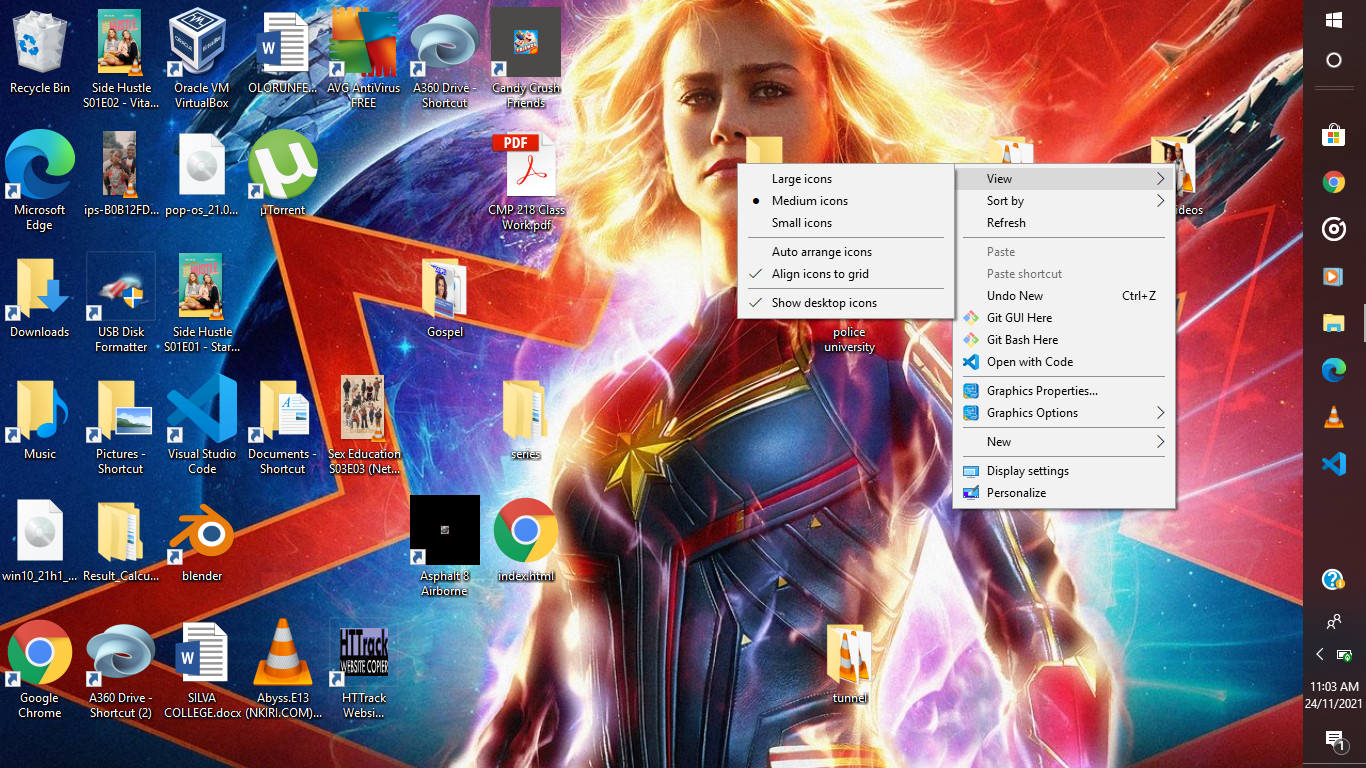 Recycle Bin
Side Hustle
S01E02 - Vita...
Oracle VM
VirtualBox
OLORUNFE...
AVG AntiVirus
FREE
A360 Drive -
Shortcut
Candy Crush
Friends
Microsoft
Edge
ips-B0B12FD...
pop-os_21.0...
µTorrent
PDF
CMP 218 Class
Work.pdf
ideos
Downloads
USB Disk
Formatter
Side Hustle
S01E01 - Star...
Gospel
police
university
Music
Pictures -
Shortcut
Visual Studio
Code
Documents -
Shortcut
Sex Education
S03E03 (Net...
series
win10_21h1_...
Result_Calcu...
blender
Asphalt 8
Airborne
index.html
Google
Chrome
A360 Drive -
Shortcut (2)
SILVA
COLLEGE.docx
Abyss.E13
(NKIRI.COM)...
HTTrack
WEBSITE COPIER
HTTrack
Websi...
tunnel
Large icons
Medium icons
Small icons
Auto arrange icons
Align icons to grid
Show desktop icons
View
Sort by
Refresh
Paste
Paste shortcut
Undo New Ctrl+Z
Git GUI Here
Git Bash Here
Open with Code
Graphics Properties...
Graphics Options
New
Display settings
Personalize
11:03 AM
24/11/2021
1